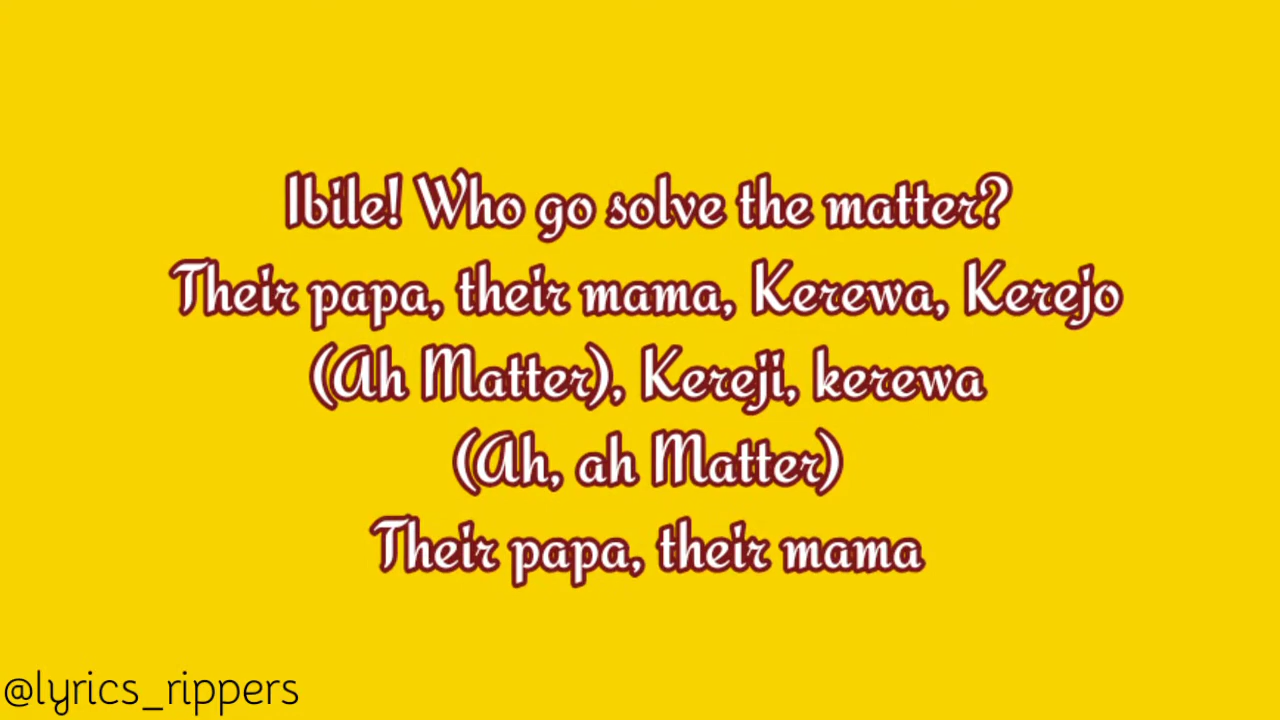 Ibile! Who go solve the matter?
Their papa, their mama, Kerewa, Kerejo
(Ah Matter), Kereji, kerewa
(Ah, ah Matter)
Their papa, their mama
@lyrics_rippers